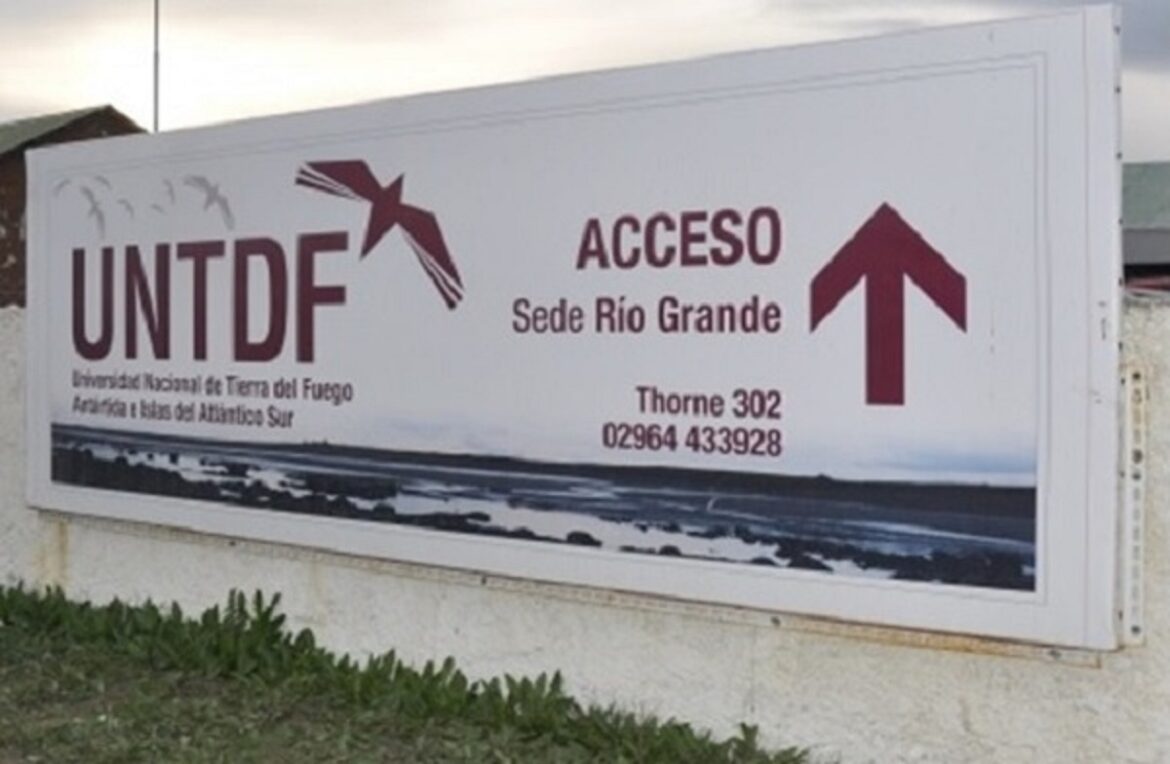 UNTDF
Universidad Nacional de Tierra del Fuego
Antártida e Islas del Atlántico Sur
ACCESO
Sede Río Grande
Thorne 302
02964 433928